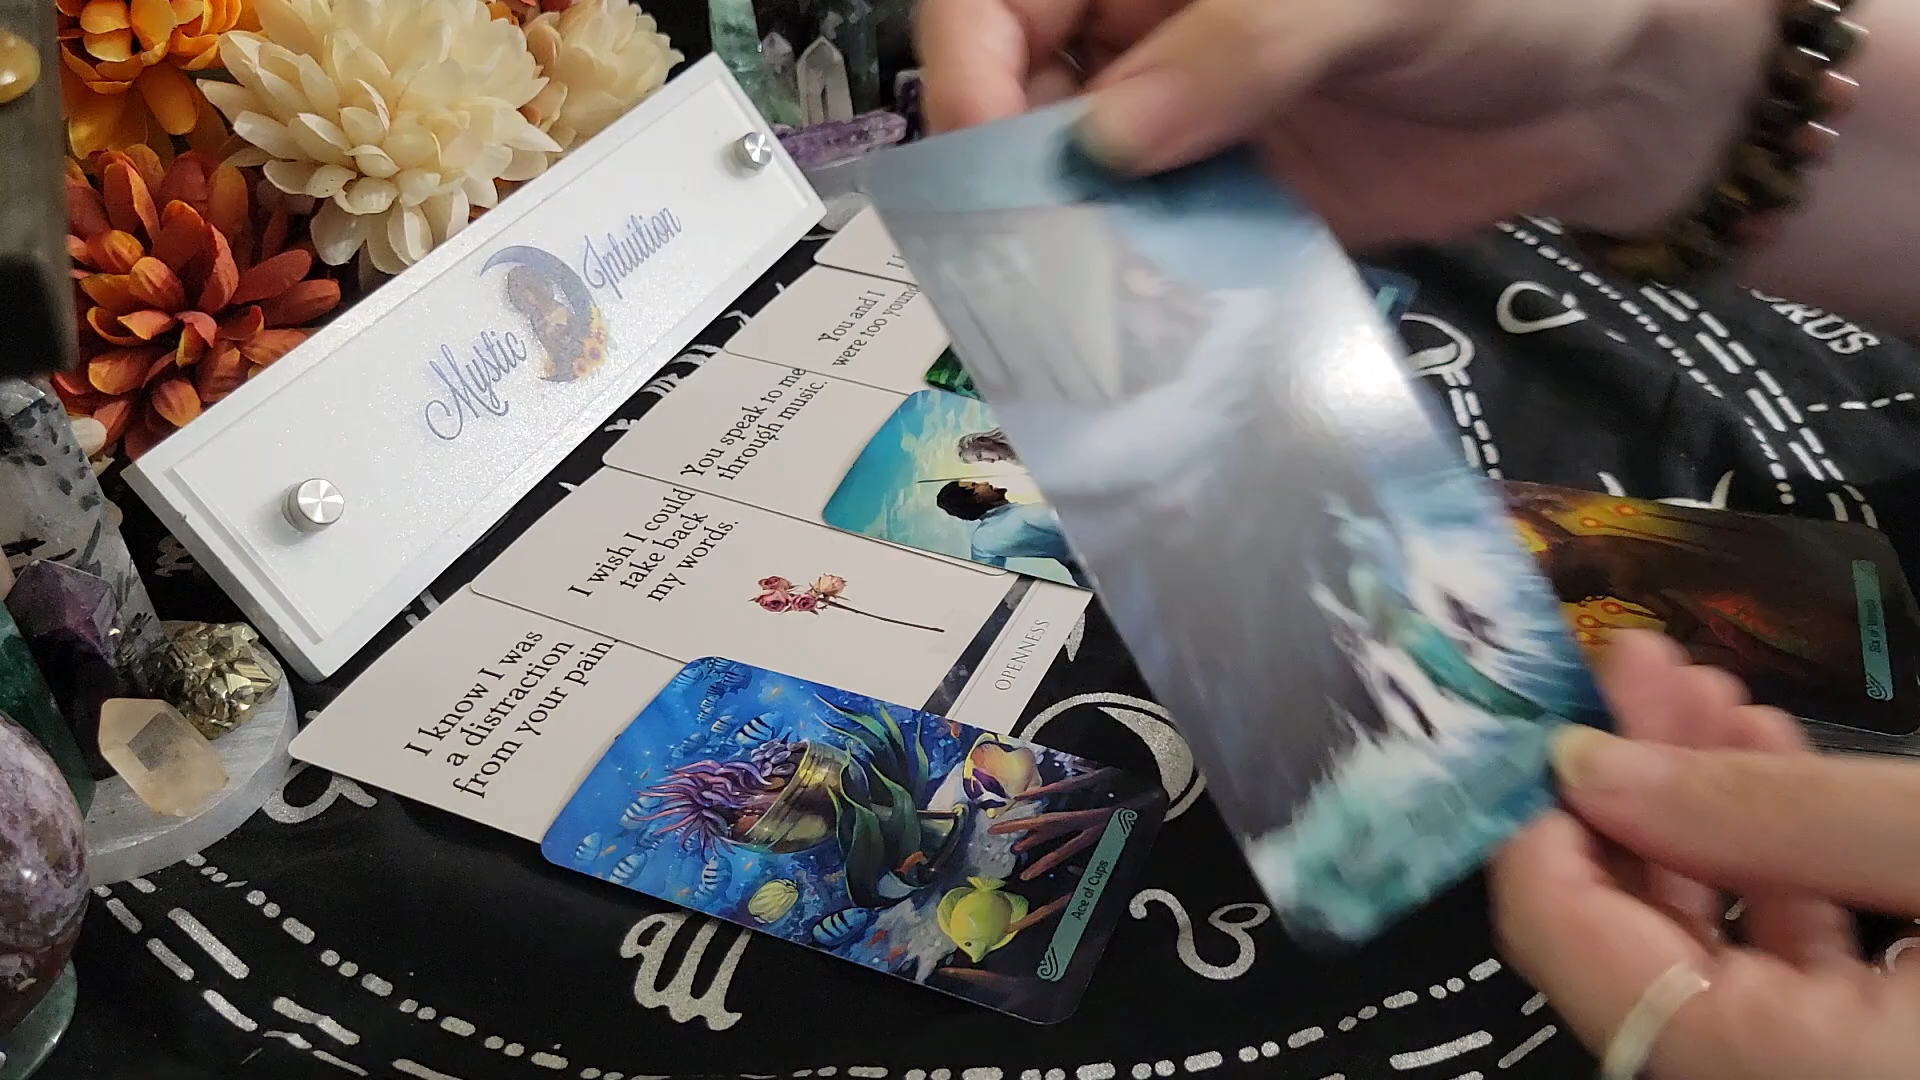 Mystic Intuition
You and I
were too young
You speak to me
through music.
I wish I could
take back
my words.
I know I was
a distraction
from your pain.
OPENNESS
Ace of Cups